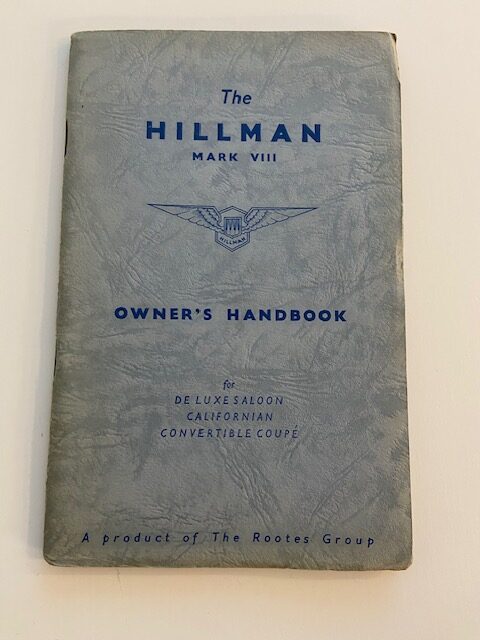 The
HILLMAN
MARK VIII
HILLMAN
OWNER'S HANDBOOK
for
DE LUXE SALOON
CALIFORNIAN
CONVERTIBLE COUPÉ
A product of The Rootes Group